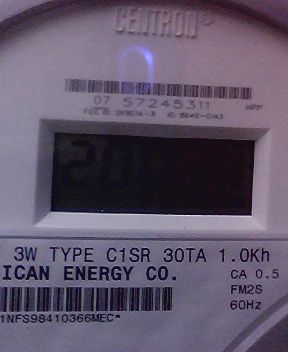 CENTRON®
07 57245311
3W TYPE C1SR 30TA 1.0Kh
ICAN ENERGY CO.
CA 0.5
FM2S
60Hz
1NFS98410366MEC*